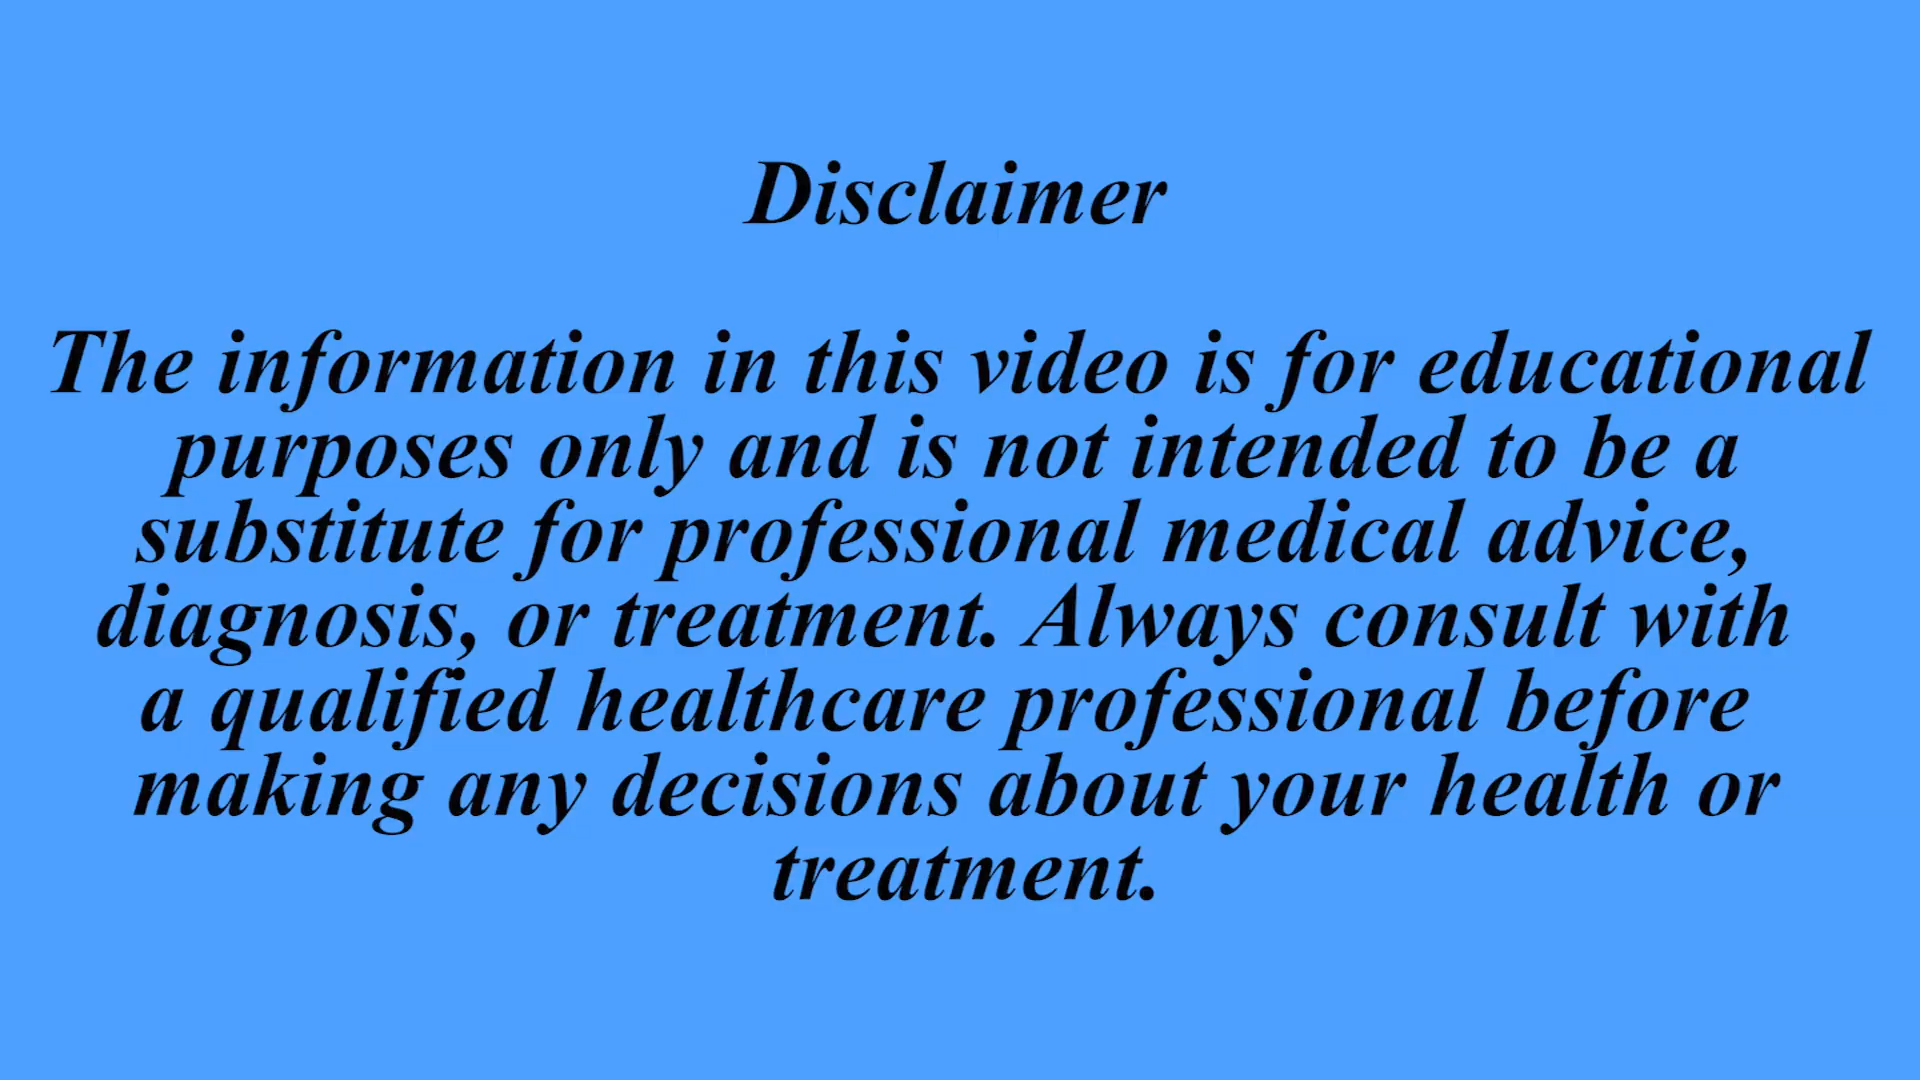 Disclaimer
The information in this video is for educational
purposes only and is not intended to be a
substitute for professional medical advice,
diagnosis, or treatment. Always consult with
a qualified healthcare professional before
making any decisions about your health or
treatment.